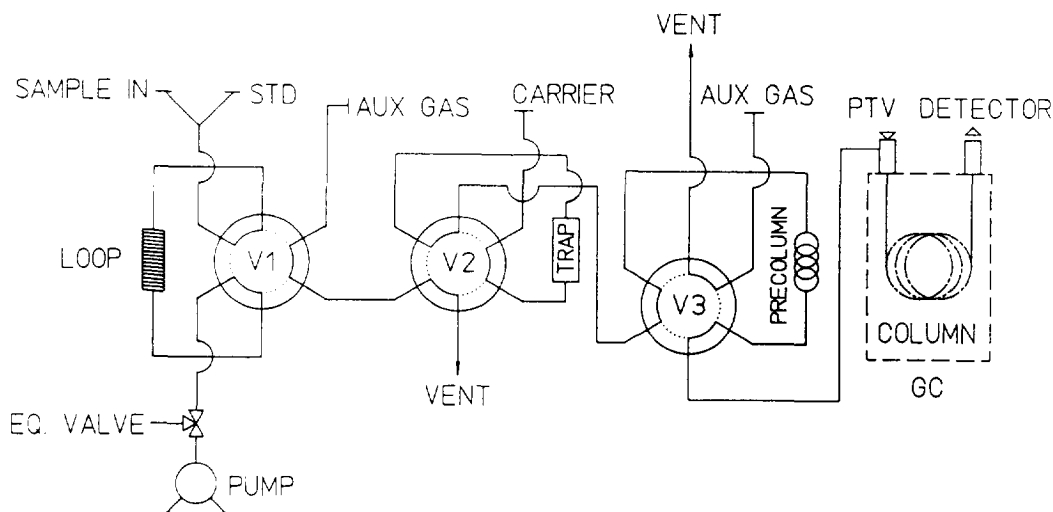 VENT
SAMPLE IN
STD
AUX GAS
CARRIER
AUX GAS
PTV
DETECTOR
LOOP
V1
V2
TRAP
V3
PRECOLUMN
COLUMN
VENT
GC
EQ. VALVE
PUMP